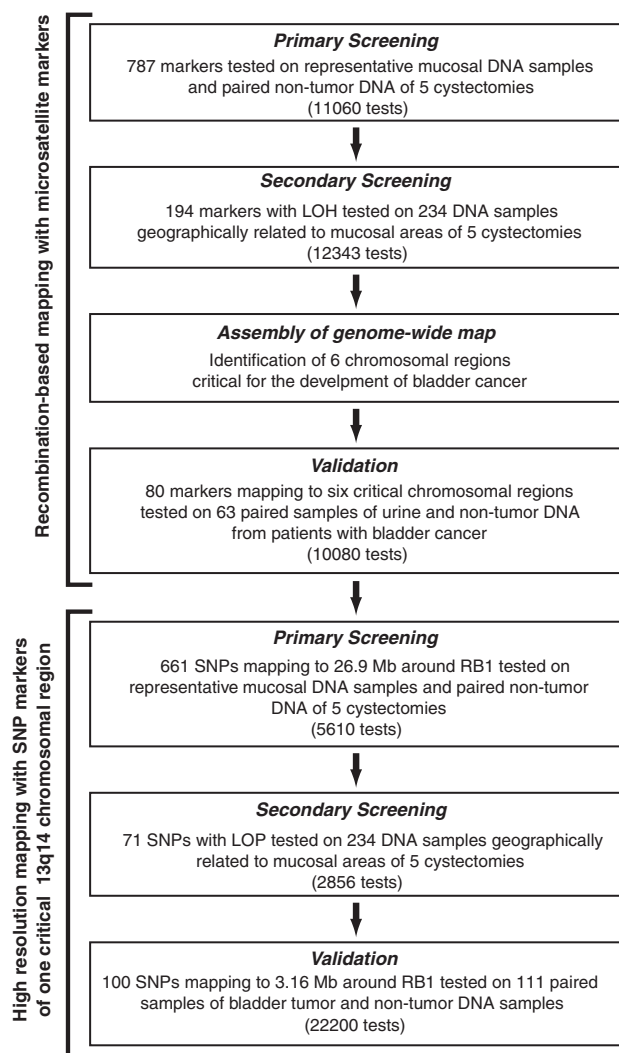 Recombination-based mapping with microsatellite markers
Primary Screening
787 markers tested on representative mucosal DNA samples
and paired non-tumor DNA of 5 cystectomies
(11060 tests)
Secondary Screening
194 markers with LOH tested on 234 DNA samples
geographically related to mucosal areas of 5 cystectomies
(12343 tests)
Assembly of genome-wide map
Identification of 6 chromosomal regions
critical for the develpment of bladder cancer
Validation
80 markers mapping to six critical chromosomal regions
tested on 63 paired samples of urine and non-tumor DNA
from patients with bladder cancer
(10080 tests)
High resolution mapping with SNP markers
of one critical 13q14 chromosomal region
Primary Screening
661 SNPs mapping to 26.9 Mb around RB1 tested on
representative mucosal DNA samples and paired non-tumor
DNA of 5 cystectomies
(5610 tests)
Secondary Screening
71 SNPs with LOP tested on 234 DNA samples geographically
related to mucosal areas of 5 cystectomies
(2856 tests)
Validation
100 SNPs mapping to 3.16 Mb around RB1 tested on 111 paired
samples of bladder tumor and non-tumor DNA samples
(22200 tests)